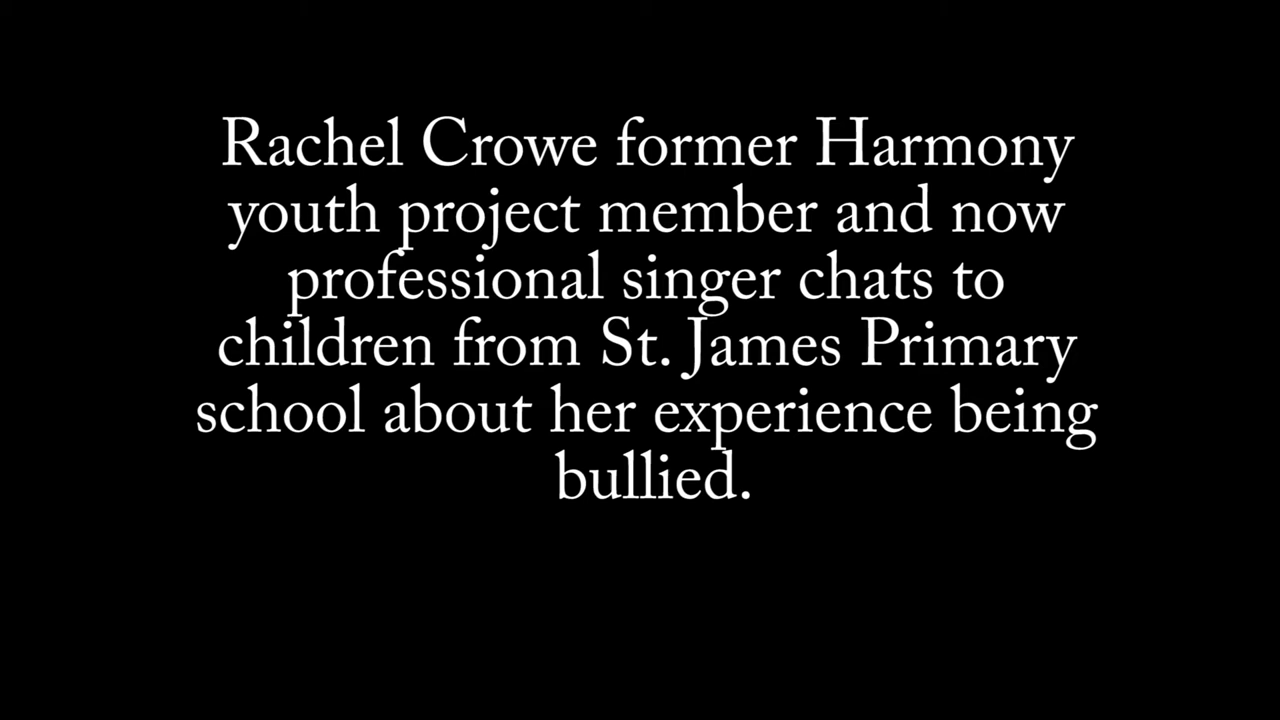 Rachel Crowe former Harmony
youth project member and now
professional singer chats to
children from St. James Primary
school about her experience being
bullied.